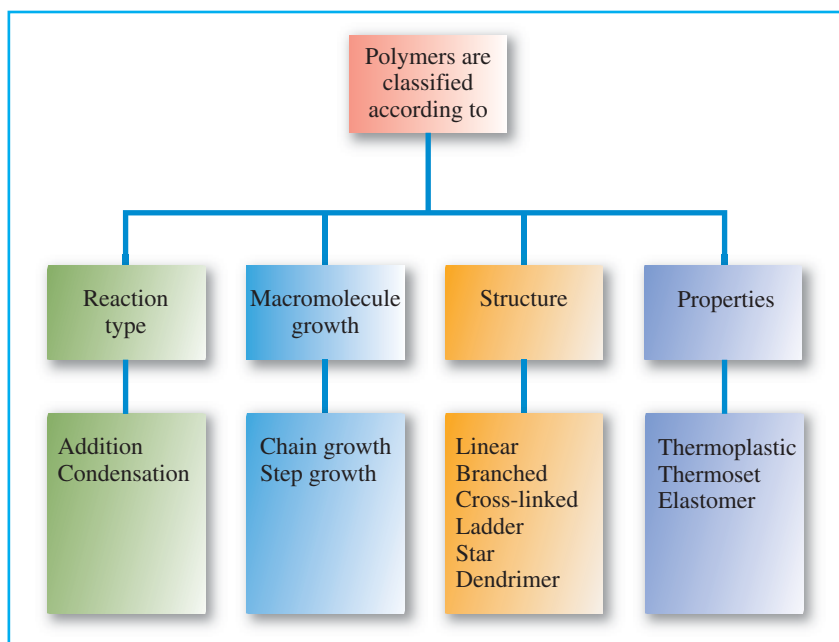 Polymers are
classified
according to
Reaction
type
Macromolecule
growth
Structure
Properties
Addition
Condensation
Chain growth
Step growth
Linear
Branched
Cross-linked
Ladder
Star
Dendrimer
Thermoplastic
Thermoset
Elastomer